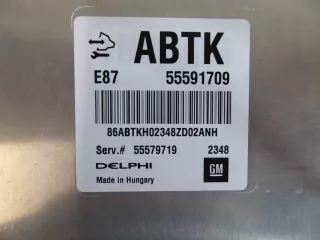 ABTK
E87 55591709
86ABTKH02348ZD02ANH
Serv.# 55579719 2348
DELPHI
GM
Made in Hungary